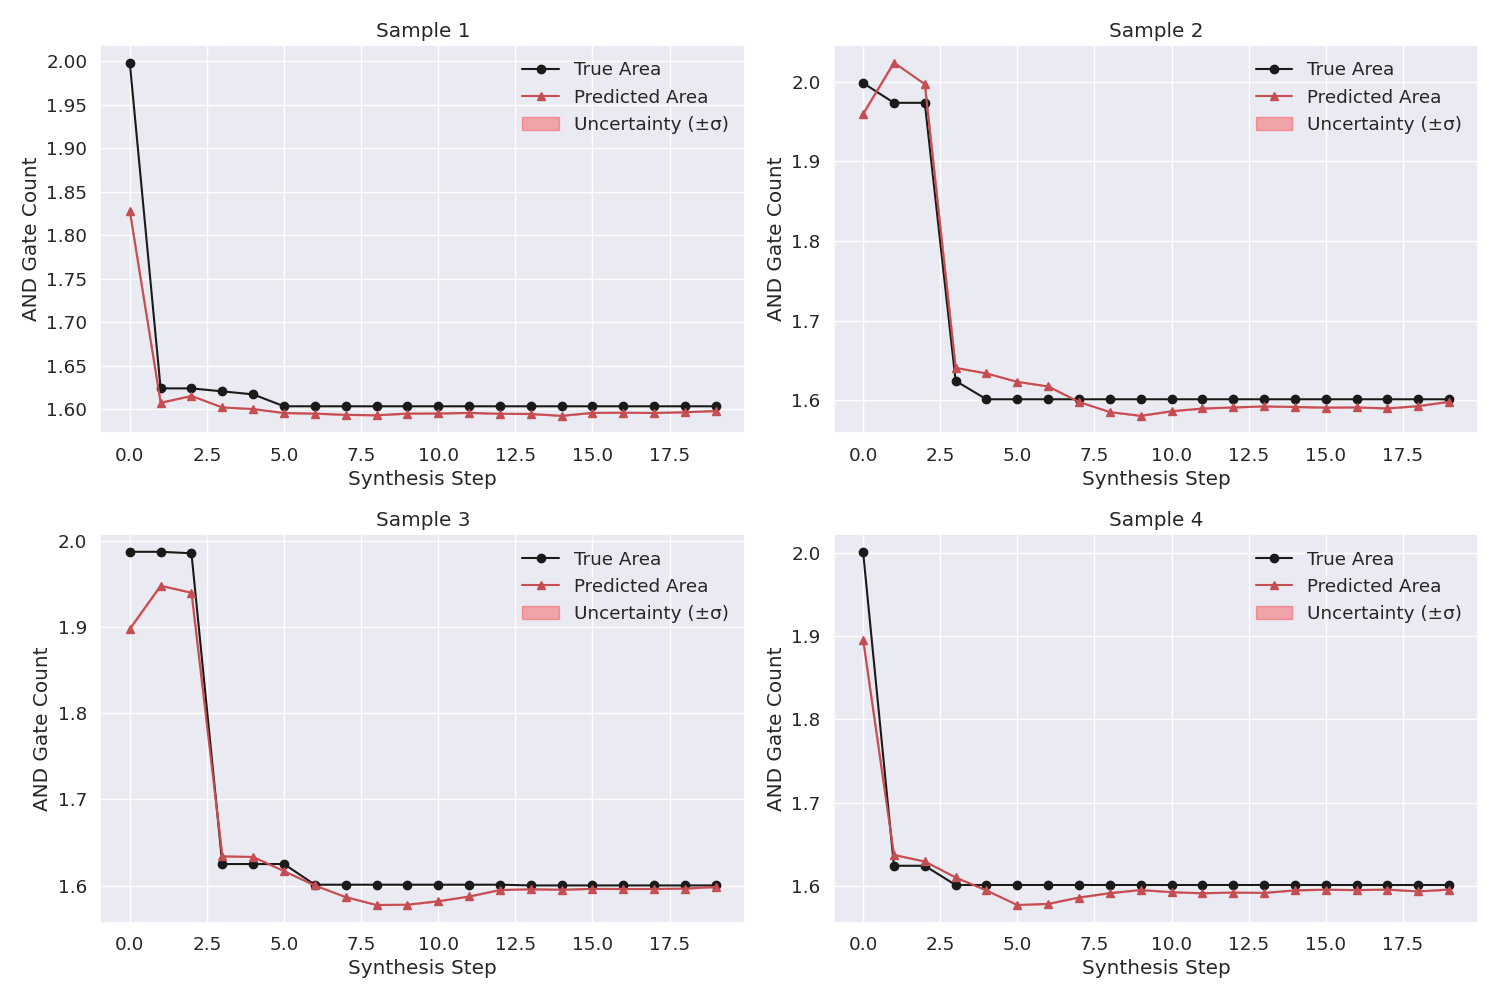 Sample 1
AND Gate Count
2.00
1.95
1.90
1.85
1.80
1.75
1.70
1.65
1.60
True Area
Predicted Area
Uncertainty (±σ)
0.0 2.5 5.0 7.5 10.0 12.5 15.0 17.5
Synthesis Step
Sample 2
AND Gate Count
2.0
1.9
1.8
1.7
1.6
True Area
Predicted Area
Uncertainty (±σ)
0.0 2.5 5.0 7.5 10.0 12.5 15.0 17.5
Synthesis Step
Sample 3
AND Gate Count
2.0
1.9
1.8
1.7
1.6
True Area
Predicted Area
Uncertainty (±σ)
0.0 2.5 5.0 7.5 10.0 12.5 15.0 17.5
Synthesis Step
Sample 4
AND Gate Count
2.0
1.9
1.8
1.7
1.6
True Area
Predicted Area
Uncertainty (±σ)
0.0 2.5 5.0 7.5 10.0 12.5 15.0 17.5
Synthesis Step